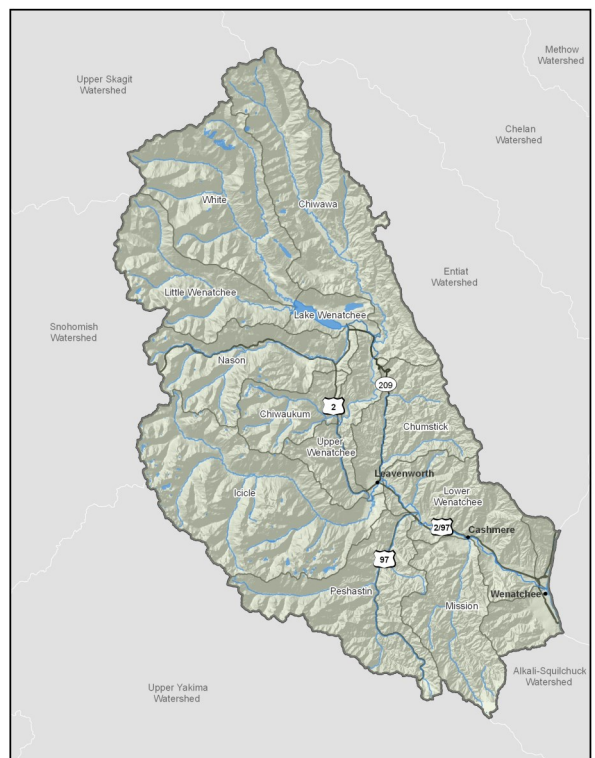 Methow
Watershed
Upper Skagit
Watershed
Chelan
Watershed
White
Chiwawa
Entiat
Watershed
Little Wenatchee
Lake Wenatchee
Snohomish
Watershed
Nason
209
2
Chiwaukum
Chumstick
Upper
Wenatchee
Leavenworth
Icicle
Lower
Wenatchee
2/97
Cashmere
97
Peshastin
Wenatchee
Mission
Alkali-Squilchuck
Watershed
Upper Yakima
Watershed